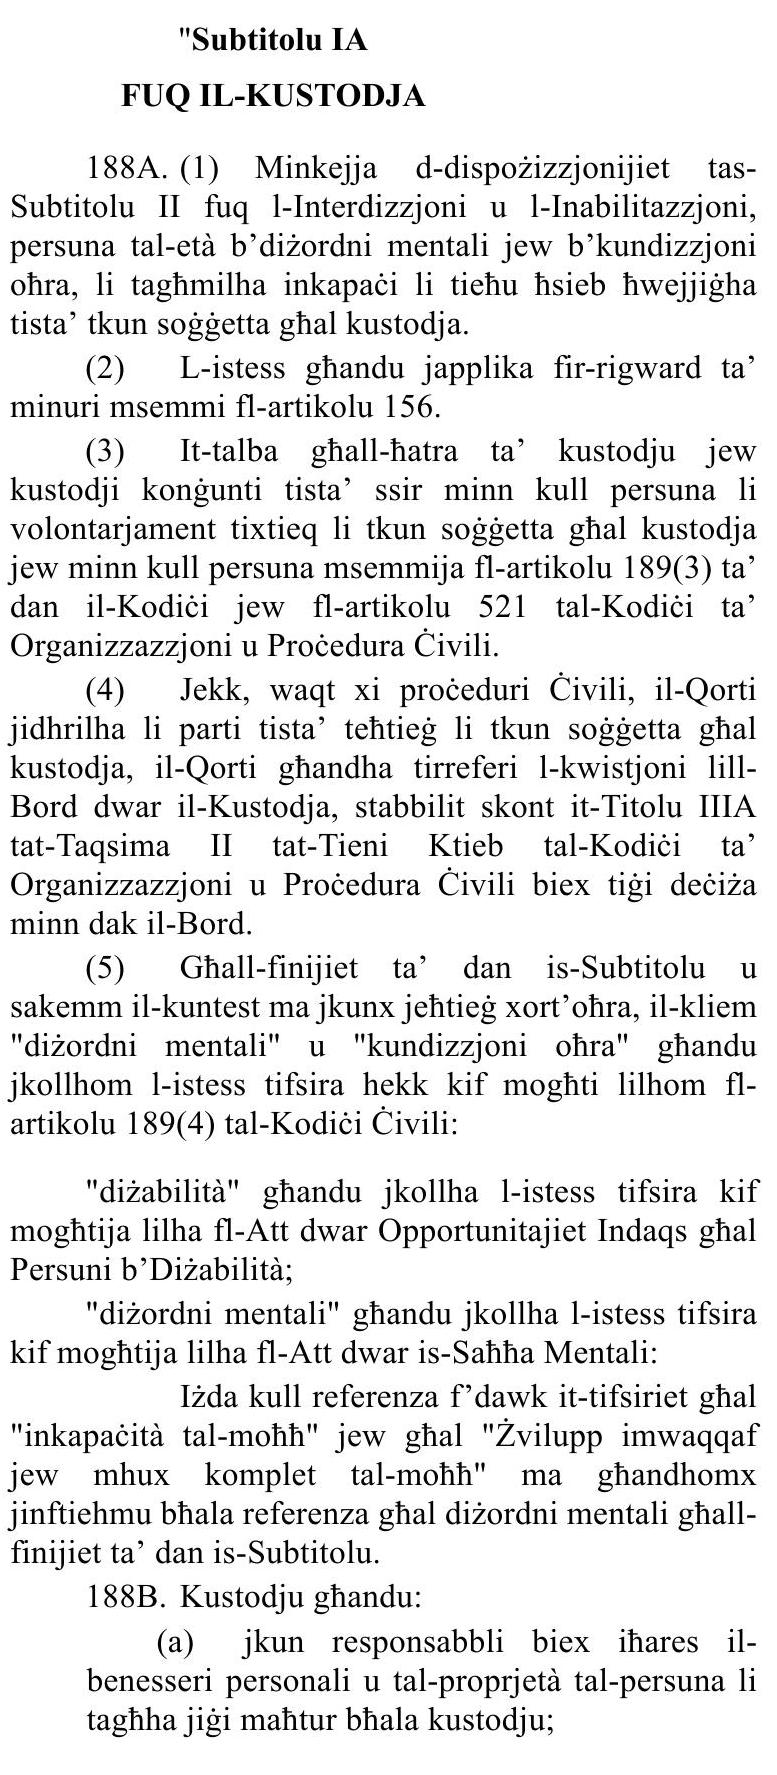 "Subtitolu IA
FUQ IL-KUSTODJA
188A. (1) Minkejja d-dispożizzjonijiet tas-
Subtitolu II fuq l-Interdizzjoni u l-Inabilitazzjoni,
persuna tal-età b’diżordni mentali jew b’kundizzjoni
oħra, li tagħmilha inkapaċi li tieħu ħsieb ħwejjiġha
tista’ tkun soġġetta għal kustodja.
(2) L-istess għandu japplika fir-rigward ta’
minuri msemmi fl-artikolu 156.
(3) It-talba għall-ħatra ta’ kustodju jew
kustodji konġunti tista’ ssir minn kull persuna li
volontarjament tixtieq li tkun soġġetta għal kustodja
jew minn kull persuna msemmija fl-artikolu 189(3) ta’
dan il-Kodiċi jew fl-artikolu 521 tal-Kodiċi ta’
Organizzazzjoni u Proċedura Ċivili.
(4) Jekk, waqt xi proċeduri Ċivili, il-Qorti
jidhrilha li parti tista’ teħtieġ li tkun soġġetta għal
kustodja, il-Qorti għandha tirreferi l-kwistjoni lill-
Bord dwar il-Kustodja, stabbilit skont it-Titolu IIIA
tat-Taqsima II tat-Tieni Ktieb tal-Kodiċi ta’
Organizzazzjoni u Proċedura Ċivili biex tiġi deċiża
minn dak il-Bord.
(5) Għall-finijiet ta’ dan is-Subtitolu u
sakemm il-kuntest ma jkunx jeħtieġ xort’oħra, il-kliem
"diżordni mentali" u "kundizzjoni oħra" għandu
jkollhom l-istess tifsira hekk kif mogħti lilhom fl-
artikolu 189(4) tal-Kodiċi Ċivili:
"diżabilità" għandu jkollha l-istess tifsira kif
mogħtija lilha fl-Att dwar Opportunitajiet Indaqs għal
Persuni b’Diżabilità;
"diżordni mentali" għandu jkollha l-istess tifsira
kif mogħtija lilha fl-Att dwar is-Saħħa Mentali:
Iżda kull referenza f’dawk it-tifsiriet għal
"inkapaċità tal-moħħ" jew għal "Żvilupp imwaqqaf
jew mhux komplet tal-moħħ" ma għandhomx
jinftiehmu bħala referenza għal diżordni mentali għall-
finijiet ta’ dan is-Subtitolu.
188B. Kustodju għandu:
(a) jkun responsabbli biex iħares il-
benesseri personali u tal-proprjetà tal-persuna li
tagħha jiġi maħtur bħala kustodju;